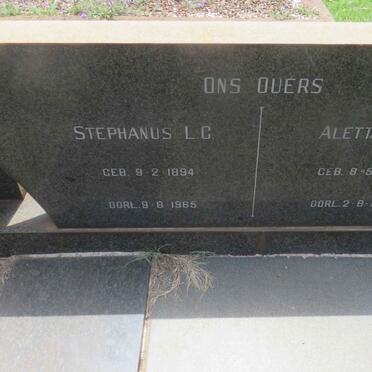 ONS OUERS
STEPHANUS L.C.
GEB. 9-2-1894
OORL. 9-8-1965
ALETT
GEB. 8-5
OORL. 2-8-